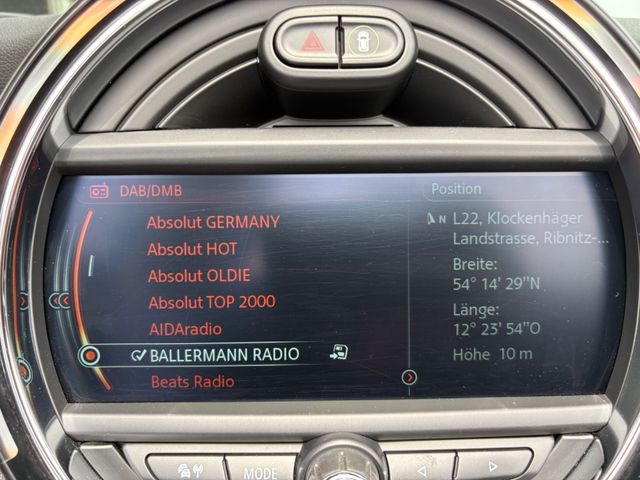 DAB/DMB
Absolut GERMANY
Absolut HOT
Absolut OLDIE
Absolut TOP 2000
AIDAradio
BALLERMANN RADIO
Beats Radio
Position
N L22, Klockenhäger
Landstrasse, Ribnitz-...
Breite:
54° 14' 29"N
Länge:
12° 23' 54"O
Höhe 10 m
MODE